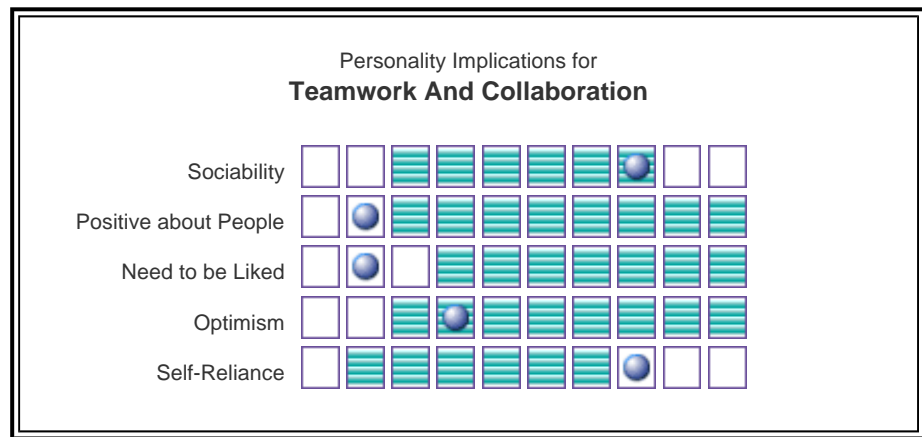 Personality Implications for
Teamwork And Collaboration
Sociability
Positive about People
Need to be Liked
Optimism
Self-Reliance